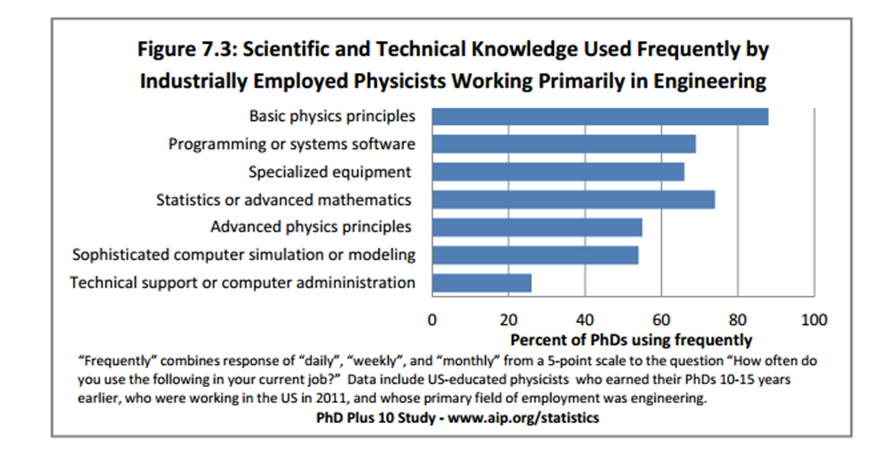 Figure 7.3: Scientific and Technical Knowledge Used Frequently by
Industrially Employed Physicists Working Primarily in Engineering
Basic physics principles
Programming or systems software
Specialized equipment
Statistics or advanced mathematics
Advanced physics principles
Sophisticated computer simulation or modeling
Technical support or computer admininistration
0 20 40 60 80 100
Percent of PhDs using frequently
“Frequently” combines response of “daily”, “weekly”, and “monthly” from a 5-point scale to the question “How often do
you use the following in your current job?” Data include US-educated physicists who earned their PhDs 10-15 years
earlier, who were working in the US in 2011, and whose primary field of employment was engineering.
PhD Plus 10 Study - www.aip.org/statistics